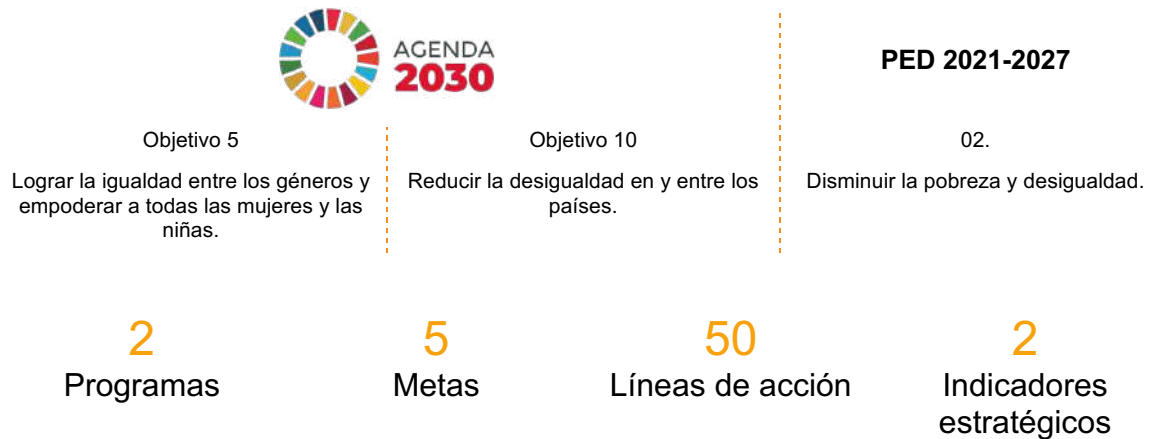 AGENDA
2030
PED 2021-2027
Objetivo 5
Lograr la igualdad entre los géneros y
empoderar a todas las mujeres y las
niñas.
Objetivo 10
Reducir la desigualdad en y entre los
países.
02.
Disminuir la pobreza y desigualdad.
2
Programas
5
Metas
50
Líneas de acción
2
Indicadores
estratégicos